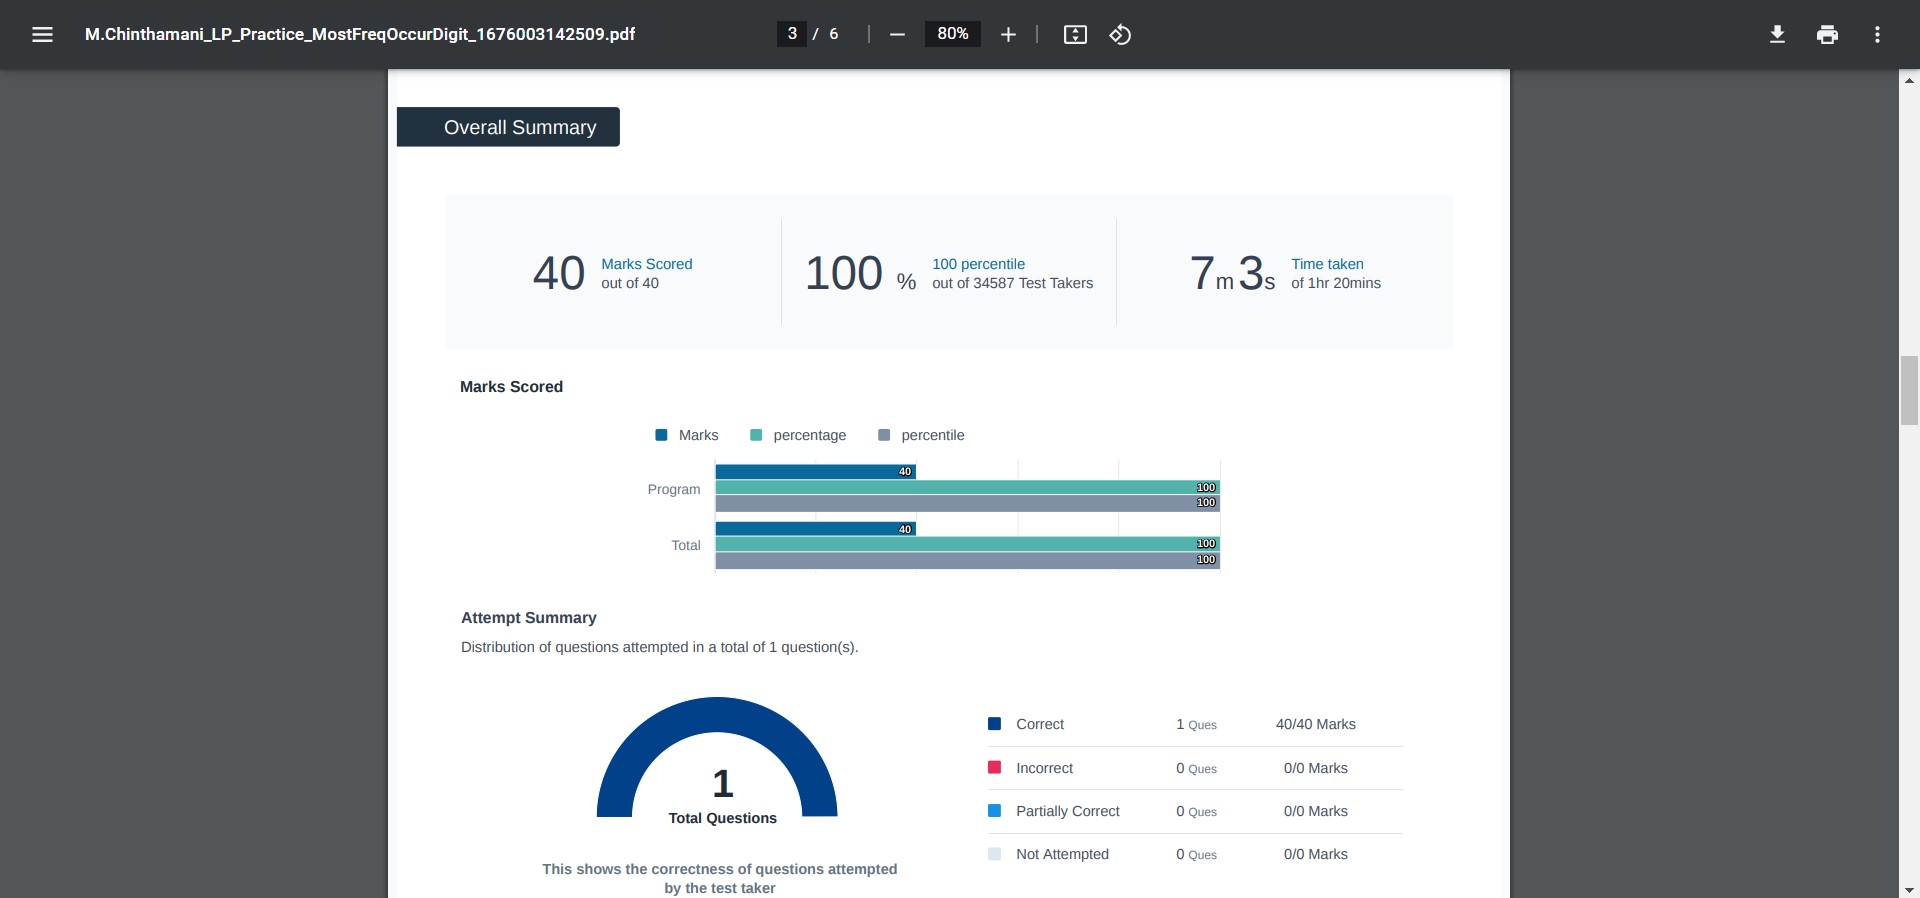 M.Chinthamani_LP_Practice_MostFreqOccurDigit_1676003142509.pdf
3 / 6
80%
Overall Summary
40 Marks Scored
out of 40
100 % 100 percentile
out of 34587 Test Takers
7m3s Time taken
of 1hr 20mins
Marks Scored
Marks percentage percentile
40
Program 100
100
40
Total 100
100
Attempt Summary
Distribution of questions attempted in a total of 1 question(s).
1
Total Questions
This shows the correctness of questions attempted
by the test taker
Correct 1 Ques 40/40 Marks
Incorrect 0 Ques 0/0 Marks
Partially Correct 0 Ques 0/0 Marks
Not Attempted 0 Ques 0/0 Marks